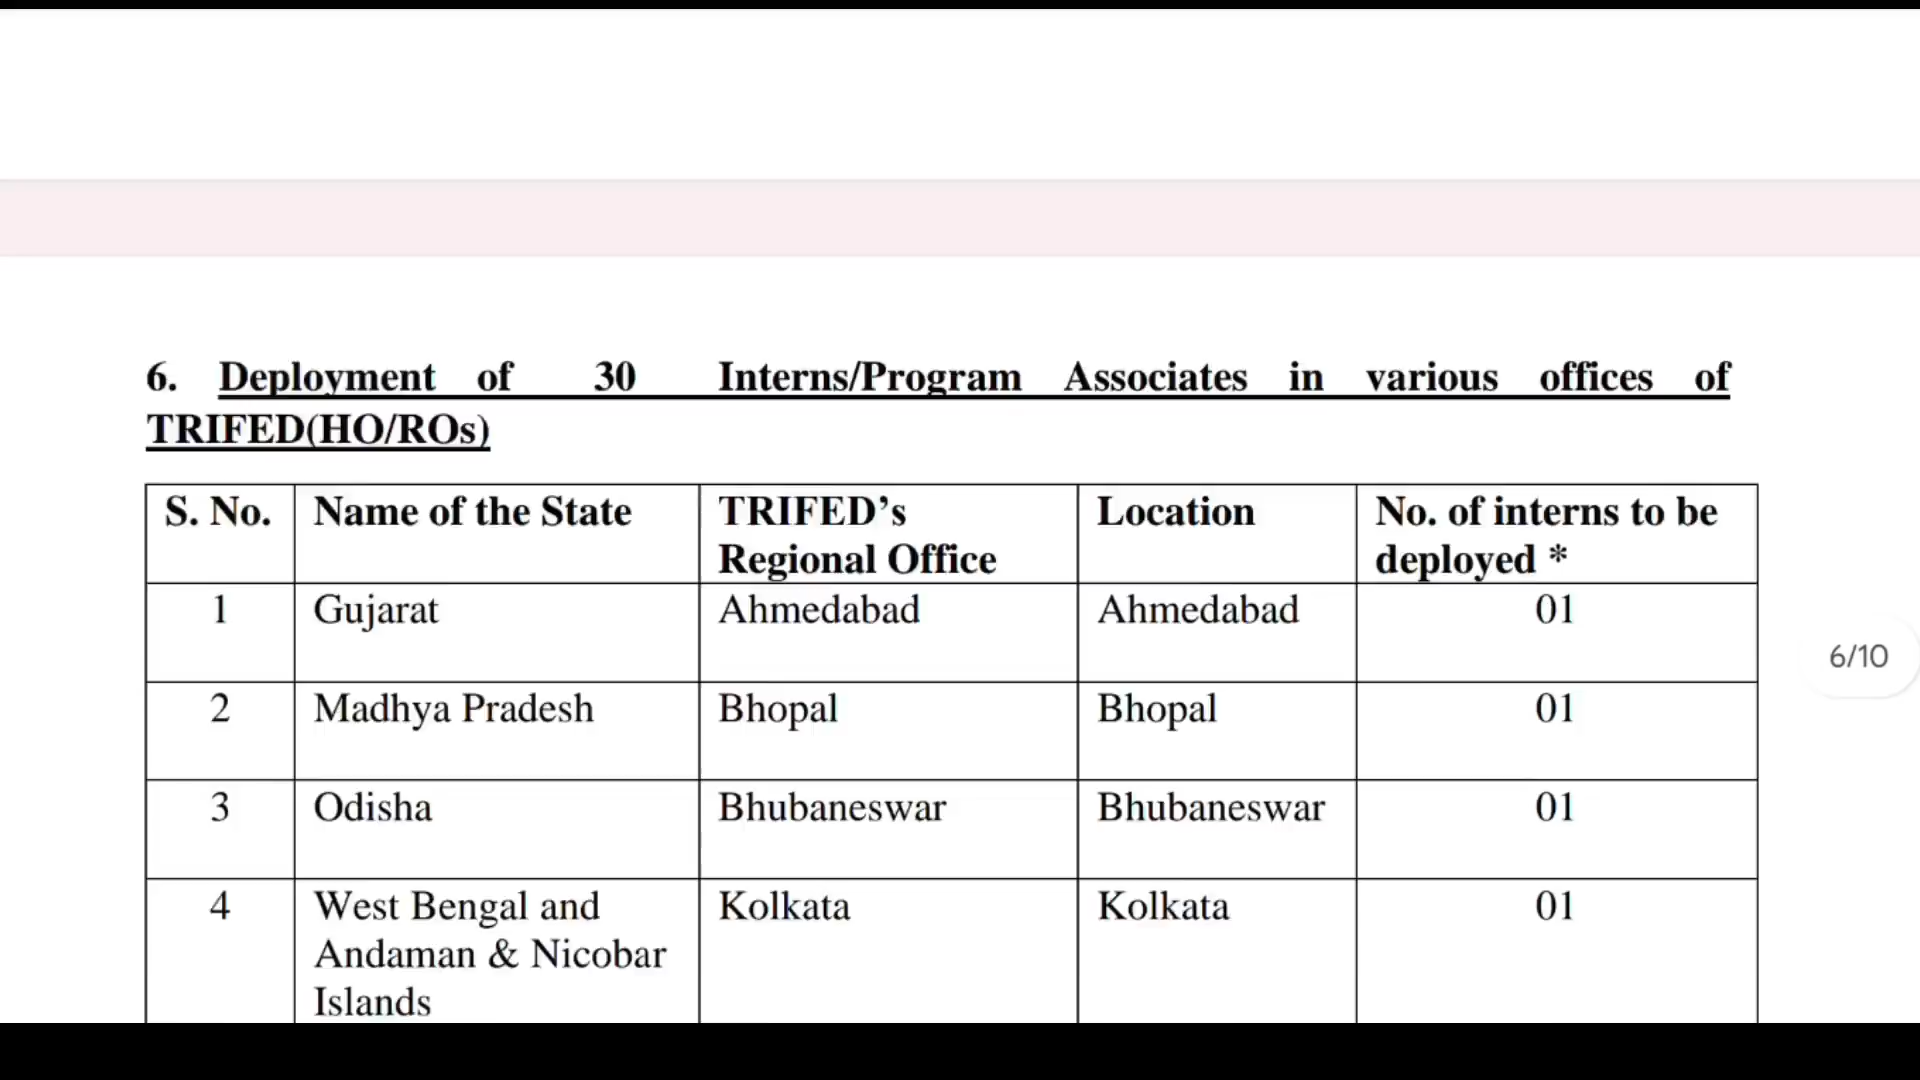 6. Deployment of 30 Interns/Program Associates in various offices of
TRIFED(HO/ROs)
S. No. Name of the State TRIFED’s Regional Office Location No. of interns to be deployed *
1 Gujarat Ahmedabad Ahmedabad 01
2 Madhya Pradesh Bhopal Bhopal 01
3 Odisha Bhubaneswar Bhubaneswar 01
4 West Bengal and Kolkata Kolkata 01
Andaman & Nicobar
Islands
6/10